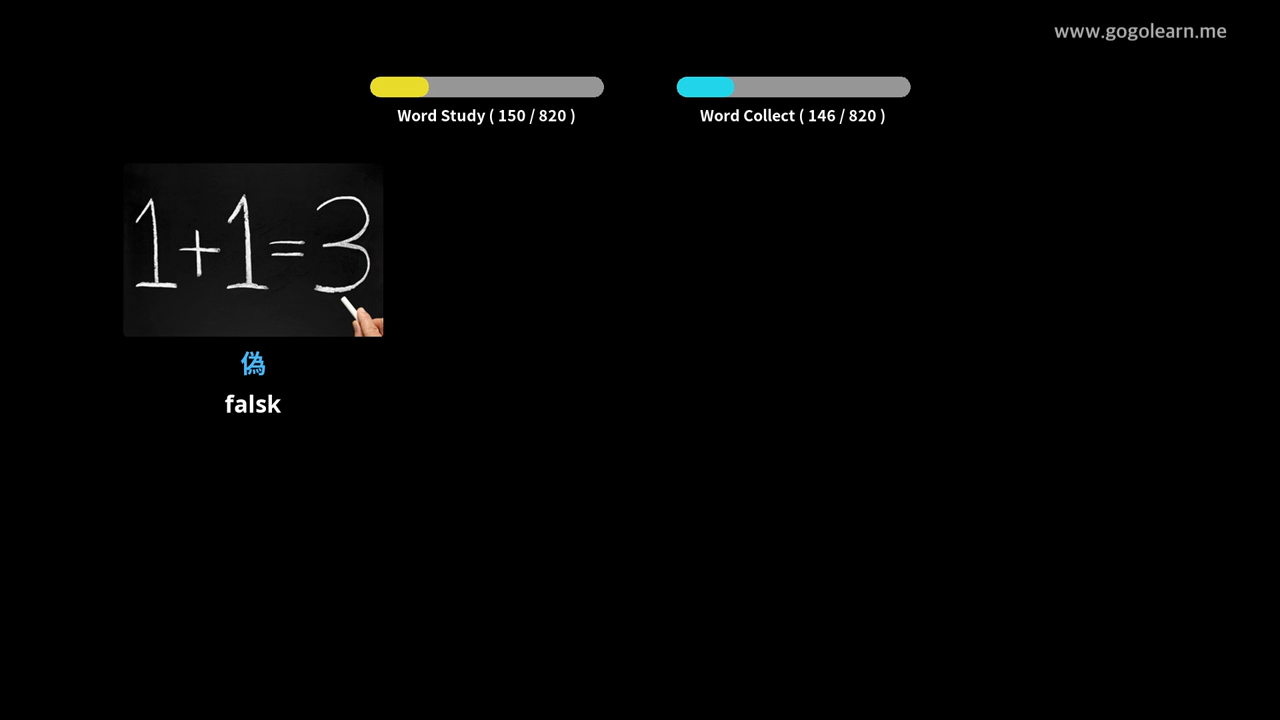 www.gogolearn.me
Word Study ( 150 / 820 )
Word Collect ( 146 / 820 )
1+1=3
偽
falsk